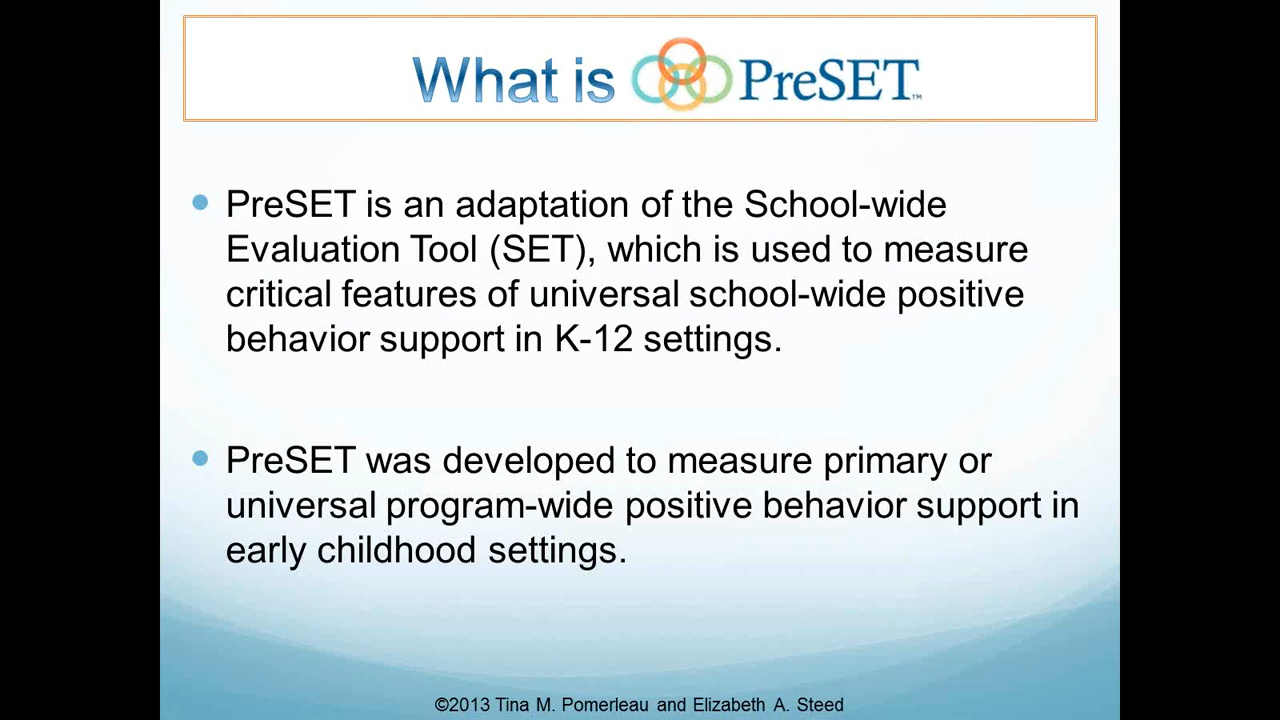 What is PreSET™
PreSET is an adaptation of the School-wide
Evaluation Tool (SET), which is used to measure
critical features of universal school-wide positive
behavior support in K-12 settings.
PreSET was developed to measure primary or
universal program-wide positive behavior support in
early childhood settings.
©2013 Tina M. Pomerleau and Elizabeth A. Steed